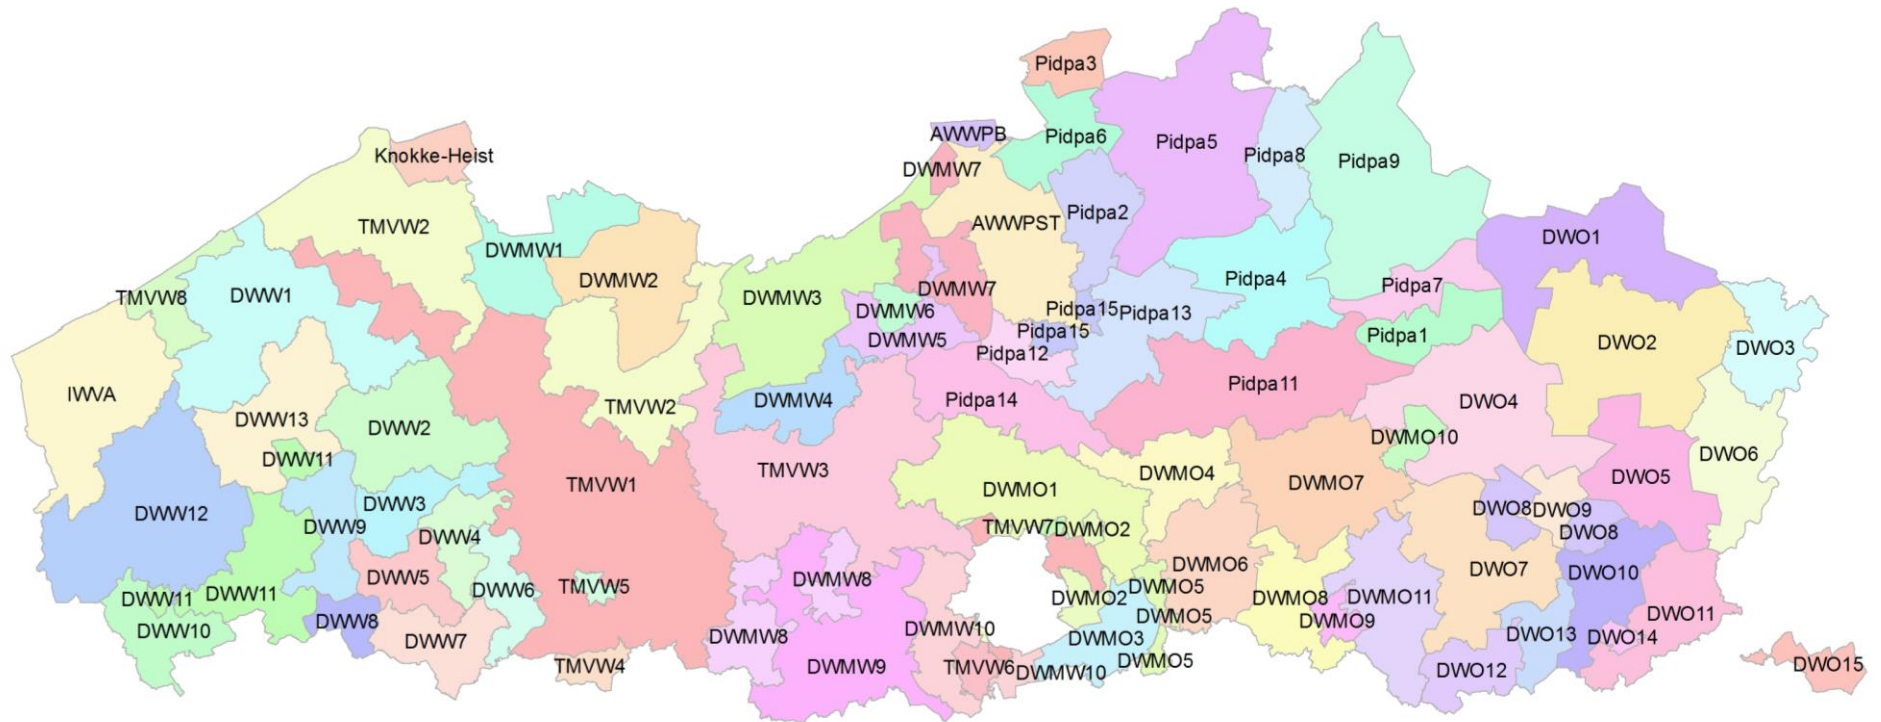 Pidpa3
AWWPB
Pidpa6
Pidpa5
Knokke-Heist
Pidpa8
Pidpa9
DWMW7
Pidpa2
TMVW2
AWWPST
DWO1
DWMW1
DWMW2
Pidpa4
Pidpa7
TMVW8
DWW1
DWMW3
DWMW7
DWMW6
Pidpa15
Pidpa13
Pidpa15
Pidpa1
DWMW5
Pidpa12
DWO2
DWO3
IWVA
Pidpa11
DWMW4
Pidpa14
DWO4
TMVW2
DWW13
DWW2
DWMO10
DWW11
DWO6
TMVW3
DWMO4
DWO5
TMVW1
DWMO1
DWMO7
DWW12
DWW3
DWO8
DWO9
DWW9
TMVW7
DWMO2
DWO8
DWW4
DWMO6
DWO7
DWO10
DWW5
DWMW8
DWW11
DWW11
DWW6
TMVW5
DWMO5
DWMO2
DWMO8
DWMO11
DWO11
DWW10
DWW8
DWMO5
DWMO9
DWW7
DWMW8
DWMW10
DWMO3
DWO13
DWO14
TMVW4
DWMW9
TMVW6
DWMW10
DWMO5
DWO12
DWO15